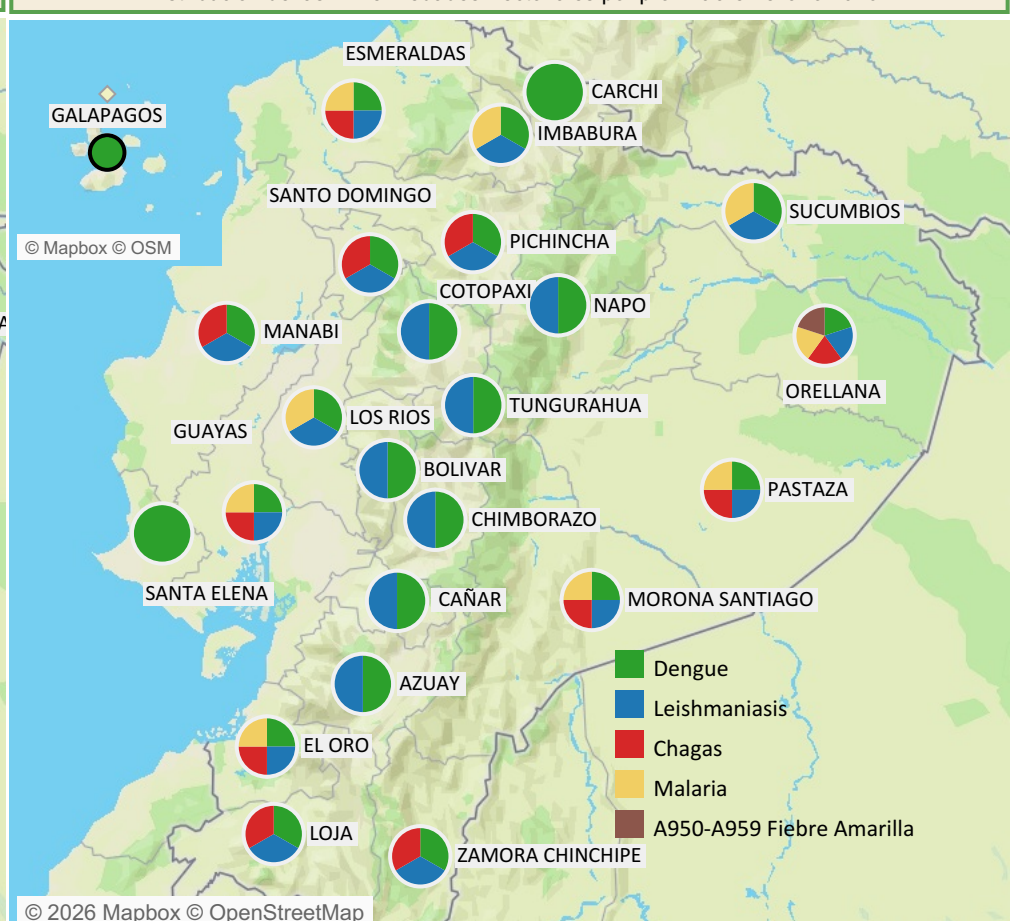 ESMERALDAS
CARCHI
GALAPAGOS
IMBABURA
SANTO DOMINGO
SUCUMBIOS
© Mapbox © OSM
PICHINCHA
COTOPAXI
NAPO
MANABI
ORELLANA
TUNGURAHUA
LOS RIOS
GUAYAS
BOLIVAR
PASTAZA
CHIMBORAZO
SANTA ELENA
CAÑAR
MORONA SANTIAGO
Dengue
AZUAY
Leishmaniasis
EL ORO
Chagas
Malaria
A950-A959 Fiebre Amarilla
LOJA
ZAMORA CHINCHIPE
© 2026 Mapbox © OpenStreetMap